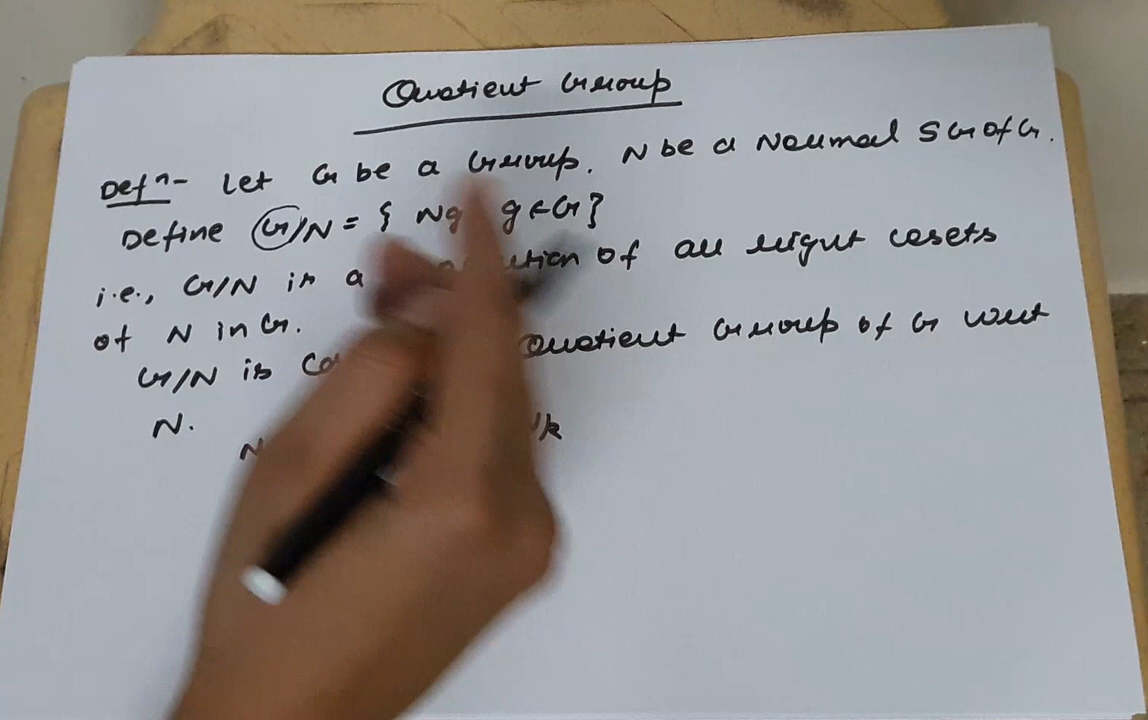 Quotient Group
Defn- Let G be a Group. N be a Normal SG of G.
Define G/N = { Ng g ∈ G }
i.e., G/N is a of all right cosets
of N in G.
G/N is Quotient Group of G wrt
N.